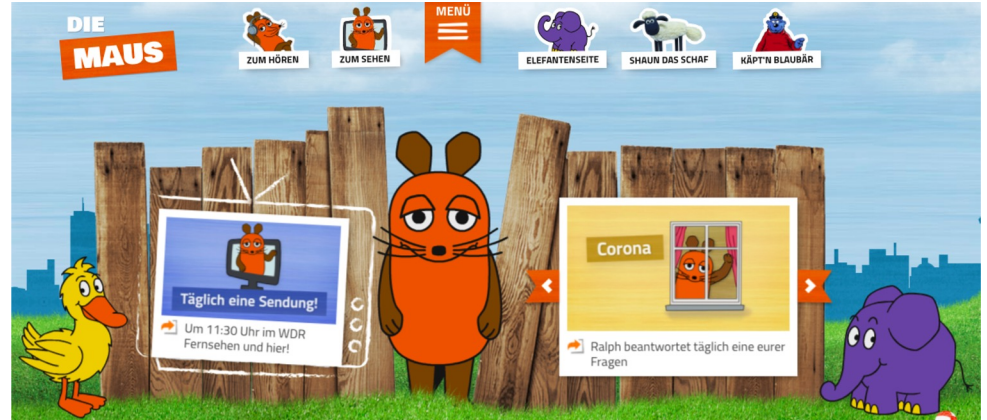 DIE
MAUS
ZUM HÖREN
ZUM SEHEN
MENÜ
ELEFANTENSEITE
SHAUN DAS SCHAF
KÄPT'N BLAUBÄR
Täglich eine Sendung!
Um 11:30 Uhr im WDR
Fernsehen und hier!
Corona
Ralph beantwortet täglich eine eurer
Fragen